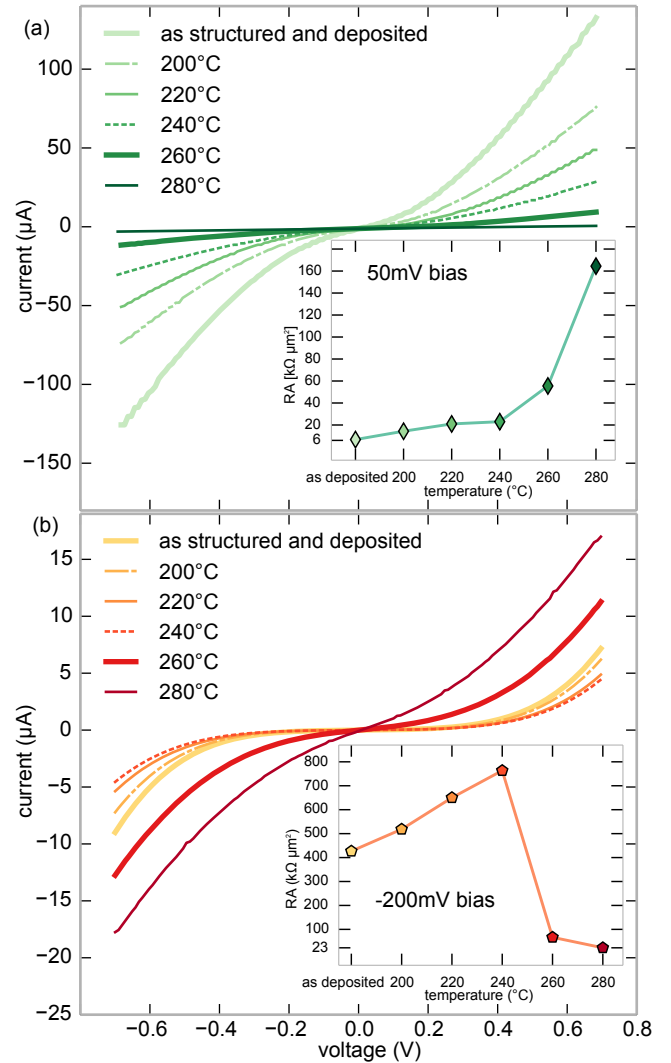 (a)
as structured and deposited
200°C
220°C
240°C
260°C
280°C
100
50
0
−50
−100
−150
current (µA)
50mV bias
RA [kΩ µm²]
160
140
120
100
80
60
40
20
6
as deposited 200 220 240 260 280
temperature (°C)
(b)
as structured and deposited
200°C
220°C
240°C
260°C
280°C
15
10
5
0
−5
−10
−15
−20
−25
current (µA)
-200mV bias
RA (kΩ µm²)
800
700
600
500
400
300
200
100
23
as deposited 200 220 240 260 280
temperature (°C)
−0.6 −0.4 −0.2 0.0 0.2 0.4 0.6 0.8
voltage (V)